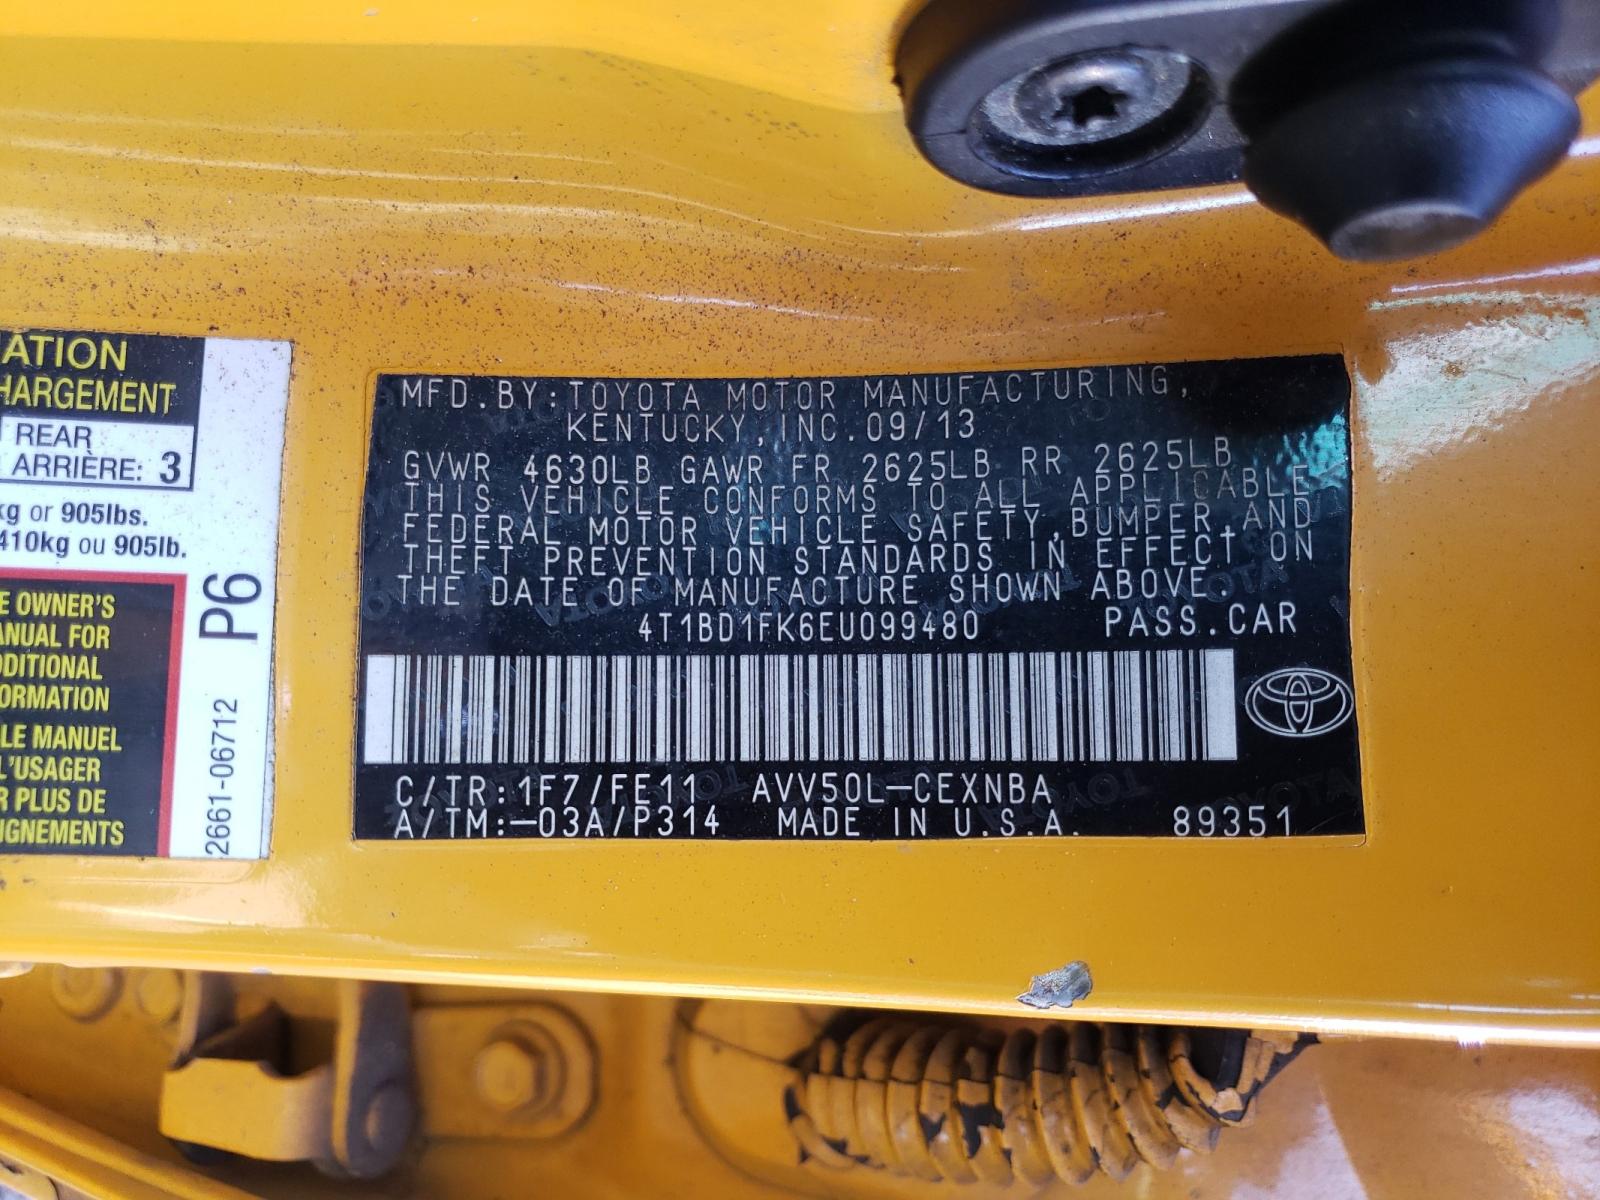 ATION
HARGEMENT
REAR
ARRIÈRE: 3
kg or 905lbs.
410kg ou 905lb.
E OWNER'S
ANUAL FOR
DDITIONAL
FORMATION
LE MANUEL
L'USAGER
R PLUS DE
EIGNEMENTS
P6
2661-06712
MFD.BY:TOYOTA MOTOR MANUFACTURING,
KENTUCKY,INC.09/13
GVWR 4630LB GAWR FR 2625LB RR 2625LB
THIS VEHICLE CONFORMS TO ALL APPLICABLE
FEDERAL MOTOR VEHICLE SAFETY,BUMPER,AND
THEFT PREVENTION STANDARDS IN EFFECT ON
THE DATE OF MANUFACTURE SHOWN ABOVE.
4T1BD1FK6EU099480 PASS.CAR
C/TR:1F7/FE11 AVV50L-CEXNBA
A/TM:-03A/P314 MADE IN U.S.A. 89351